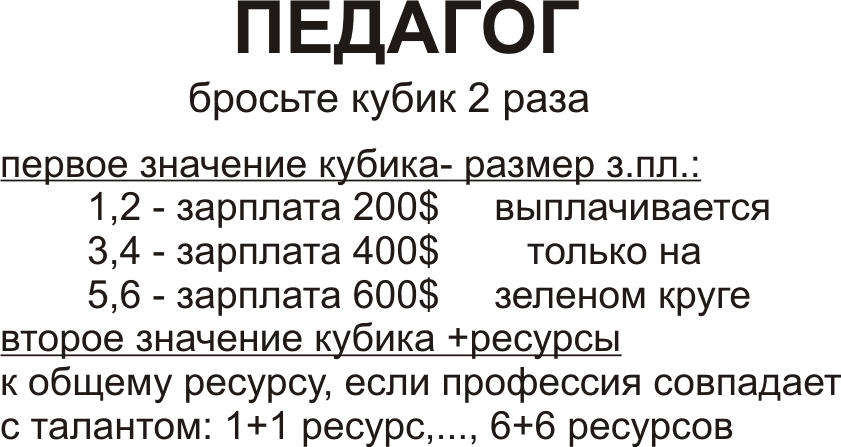 ПЕДАГОГ
бросьте кубик 2 раза
первое значение кубика- размер з.пл.:
1,2 - зарплата 200$ выплачивается
3,4 - зарплата 400$ только на
5,6 - зарплата 600$ зеленом круге
второе значение кубика +ресурсы
к общему ресурсу, если профессия совпадает
с талантом: 1+1 ресурс,..., 6+6 ресурсов